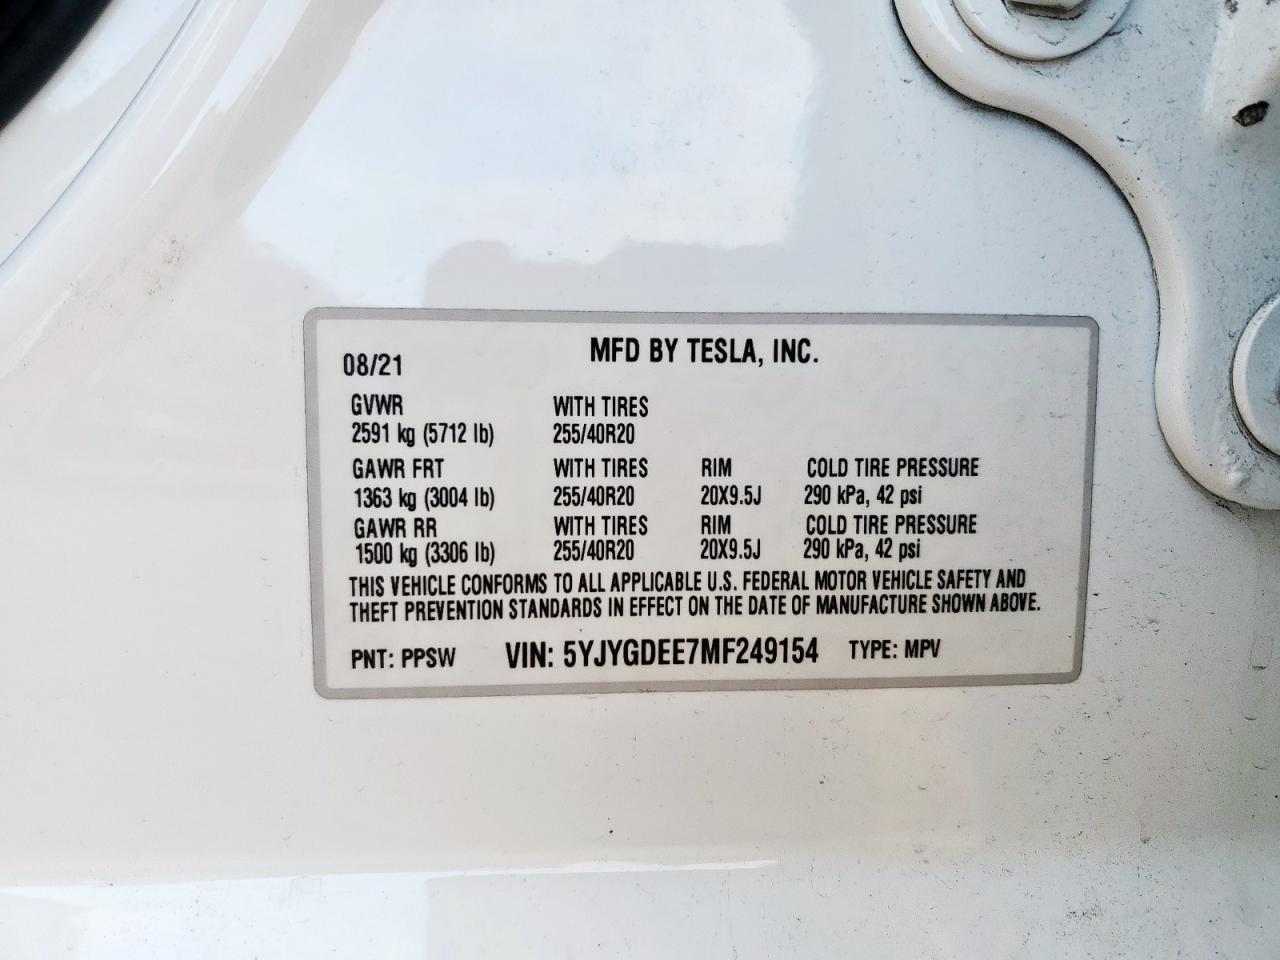 MFD BY TESLA, INC.
08/21
GVWR WITH TIRES
2591 kg (5712 lb) 255/40R20
GAWR FRT WITH TIRES RIM COLD TIRE PRESSURE
1363 kg (3004 lb) 255/40R20 20X9.5J 290 kPa, 42 psi
GAWR RR WITH TIRES RIM COLD TIRE PRESSURE
1500 kg (3306 lb) 255/40R20 20X9.5J 290 kPa, 42 psi
THIS VEHICLE CONFORMS TO ALL APPLICABLE U.S. FEDERAL MOTOR VEHICLE SAFETY AND
THEFT PREVENTION STANDARDS IN EFFECT ON THE DATE OF MANUFACTURE SHOWN ABOVE.
PNT: PPSW VIN: 5YJYGDEE7MF249154 TYPE: MPV